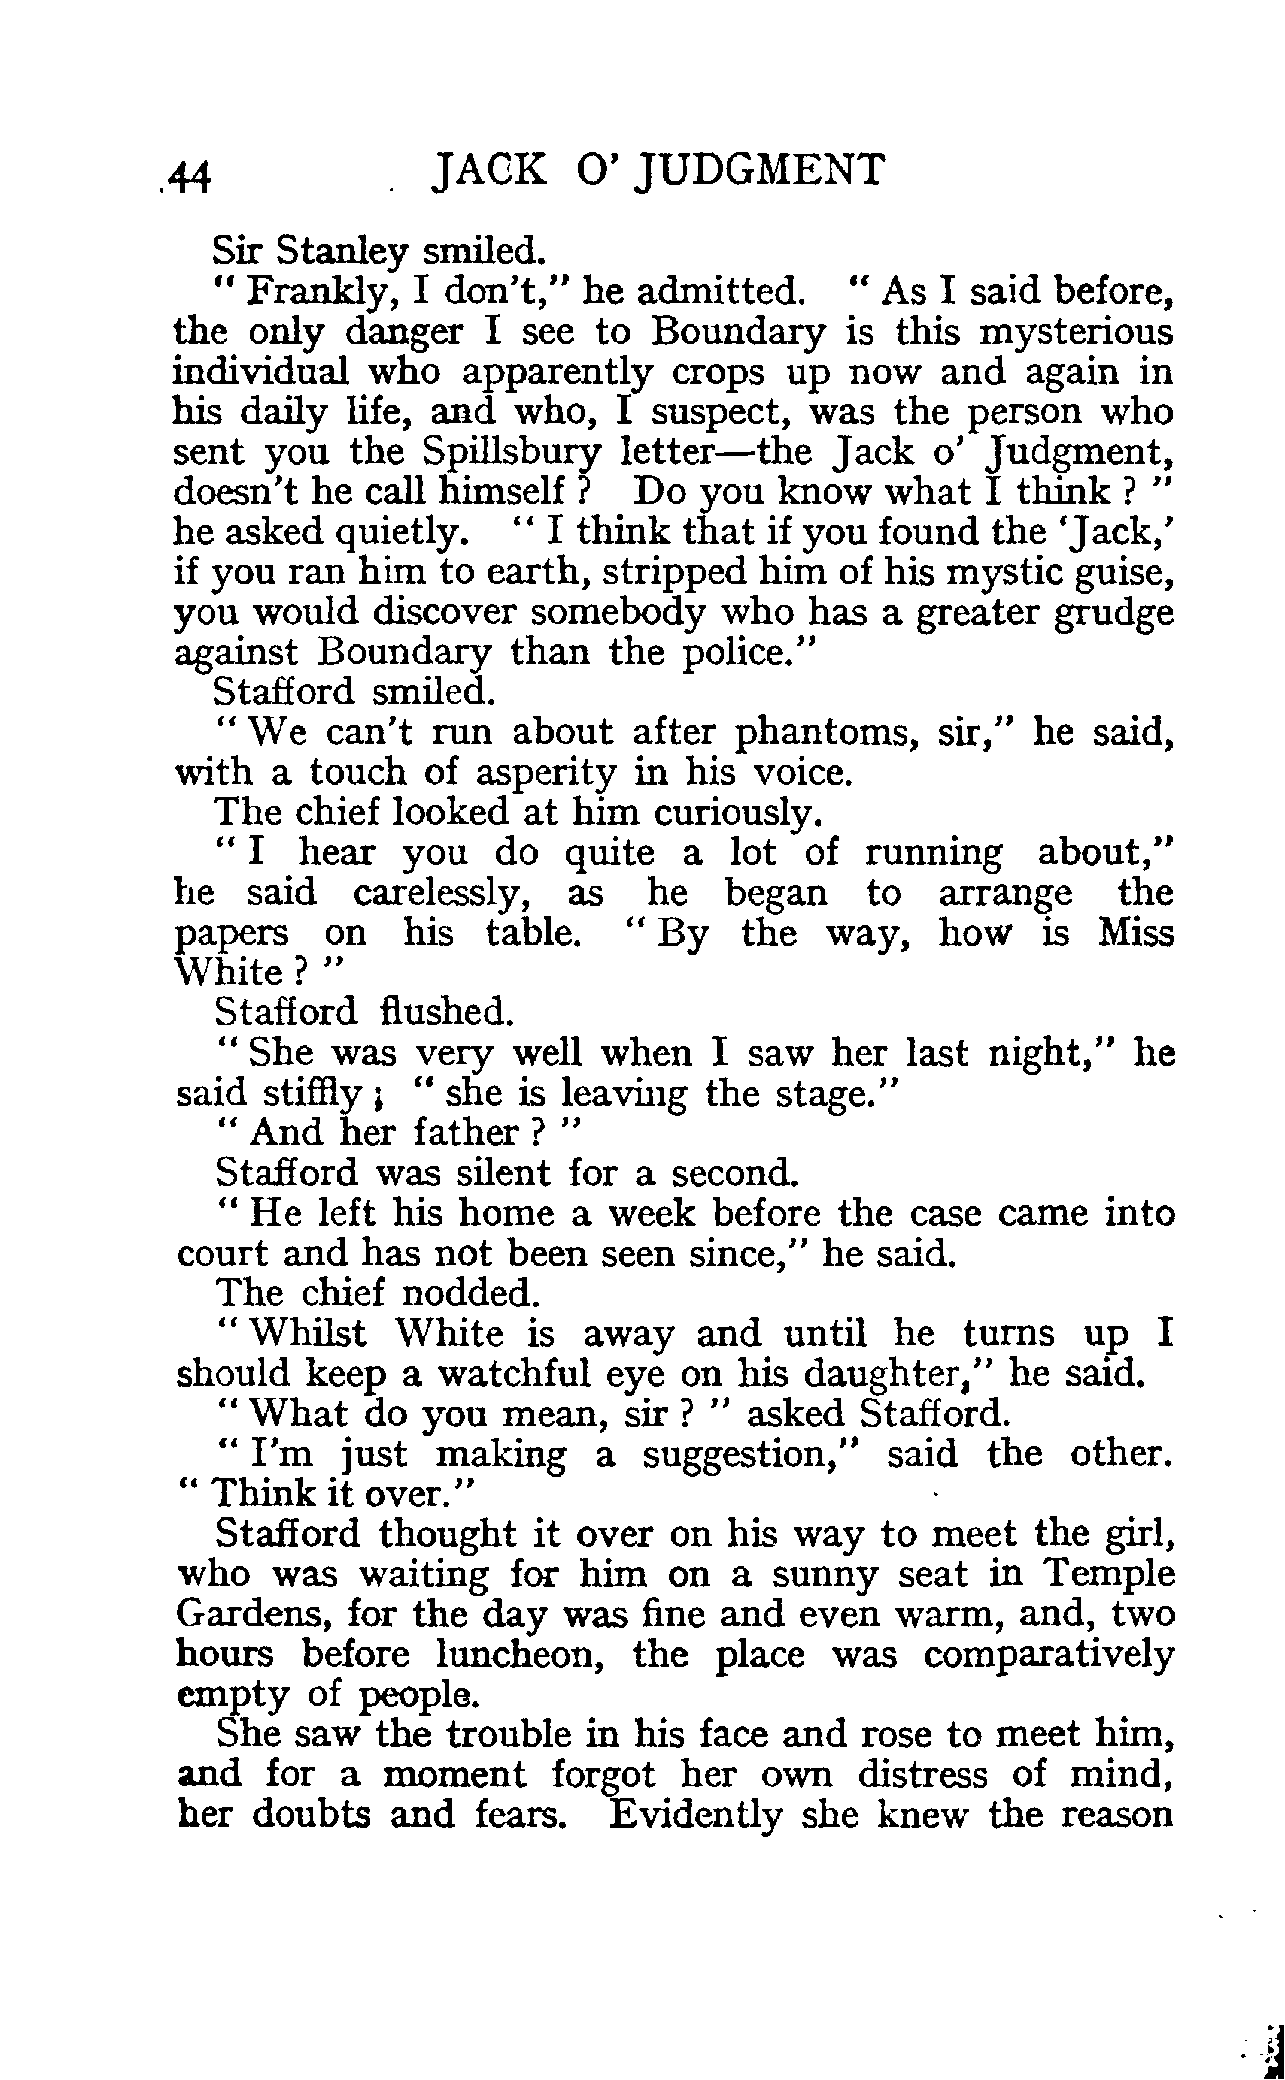 44 JACK O' JUDGMENT
Sir Stanley smiled.
" Frankly, I don't," he admitted. " As I said before,
the only danger I see to Boundary is this mysterious
individual who apparently crops up now and again in
his daily life, and who, I suspect, was the person who
sent you the Spillsbury letter—the Jack o' Judgment,
doesn't he call himself ? Do you know what I think ? "
he asked quietly. " I think that if you found the 'Jack,'
if you ran him to earth, stripped him of his mystic guise,
you would discover somebody who has a greater grudge
against Boundary than the police."
Stafford smiled.
" We can't run about after phantoms, sir," he said,
with a touch of asperity in his voice.
The chief looked at him curiously.
" I hear you do quite a lot of running about,"
he said carelessly, as he began to arrange the
papers on his table. " By the way, how is Miss
White ? "
Stafford flushed.
" She was very well when I saw her last night," he
said stiffly ; " she is leaving the stage."
" And her father ? "
Stafford was silent for a second.
" He left his home a week before the case came into
court and has not been seen since," he said.
The chief nodded.
" Whilst White is away and until he turns up I
should keep a watchful eye on his daughter," he said.
" What do you mean, sir ? " asked Stafford.
" I'm just making a suggestion," said the other.
" Think it over."
Stafford thought it over on his way to meet the girl,
who was waiting for him on a sunny seat in Temple
Gardens, for the day was fine and even warm, and, two
hours before luncheon, the place was comparatively
empty of people.
She saw the trouble in his face and rose to meet him,
and for a moment forgot her own distress of mind,
her doubts and fears. Evidently she knew the reason